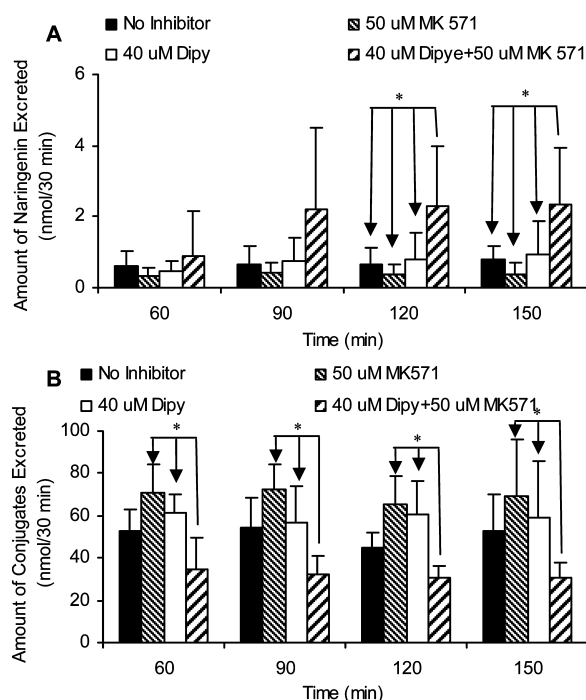 A
No Inhibitor
50 uM MK 571
40 uM Dipy
40 uM Dipye+50 uM MK 571
Amount of Naringenin Excreted
(nmol/30 min)
6
4
2
0
*
*
60
90
120
150
Time (min)
B
No Inhibitor
50 uM MK571
40 uM Dipy
40 uM Dipy+50 uM MK571
Amount of Conjugates Excreted
(nmol/30 min)
100
80
60
40
20
0
*
*
*
*
60
90
120
150
Time (min)